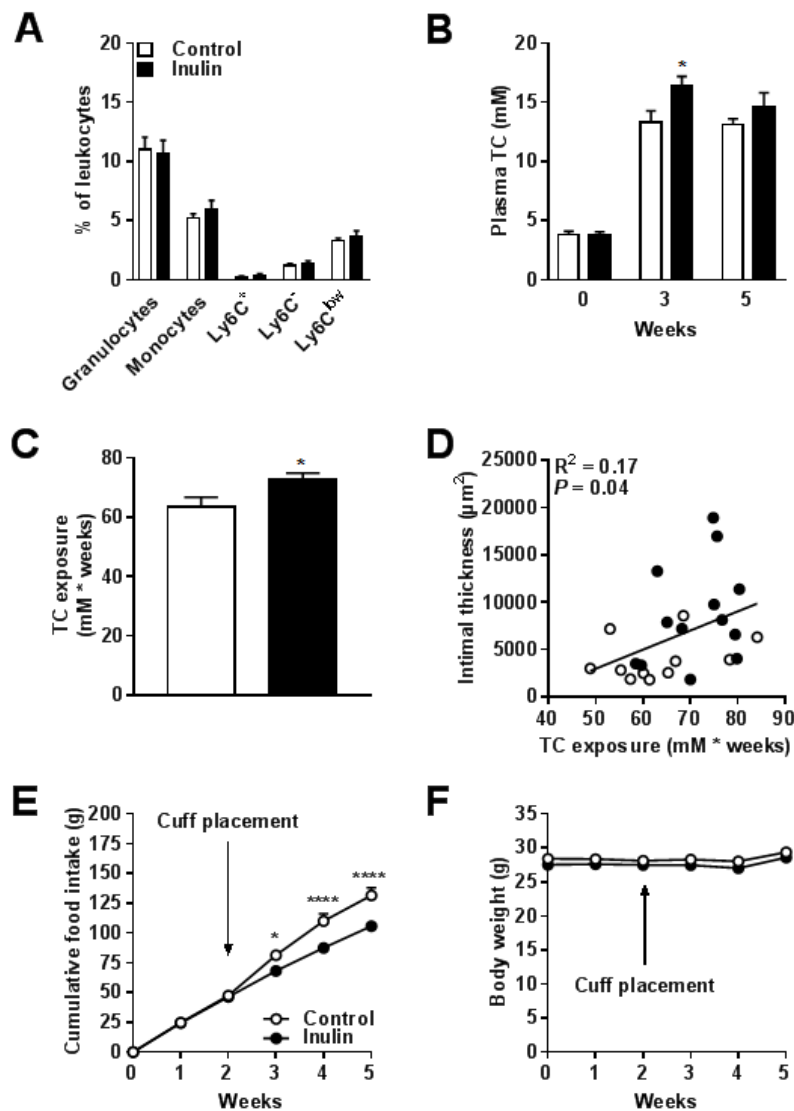 A
Control
Inulin
% of leukocytes
20
15
10
5
0
Granulocytes
Monocytes
Ly6C⁺
Ly6C⁻
Ly6Cˡᵒʷ
B
*
Plasma TC (mM)
20
15
10
5
0
0 3 5
Weeks
C
*
TC exposure
(mM * weeks)
80
60
40
20
0
D
R² = 0.17
P = 0.04
Intimal thickness (µm²)
25000
20000
15000
10000
5000
0
40 50 60 70 80 90
TC exposure (mM * weeks)
E
Cuff placement
* **** ****
Cumulative food intake (g)
200
175
150
125
100
75
50
25
0
Control
Inulin
0 1 2 3 4 5
Weeks
F
Body weight (g)
35
30
25
20
15
10
5
0
Cuff placement
0 1 2 3 4 5
Weeks